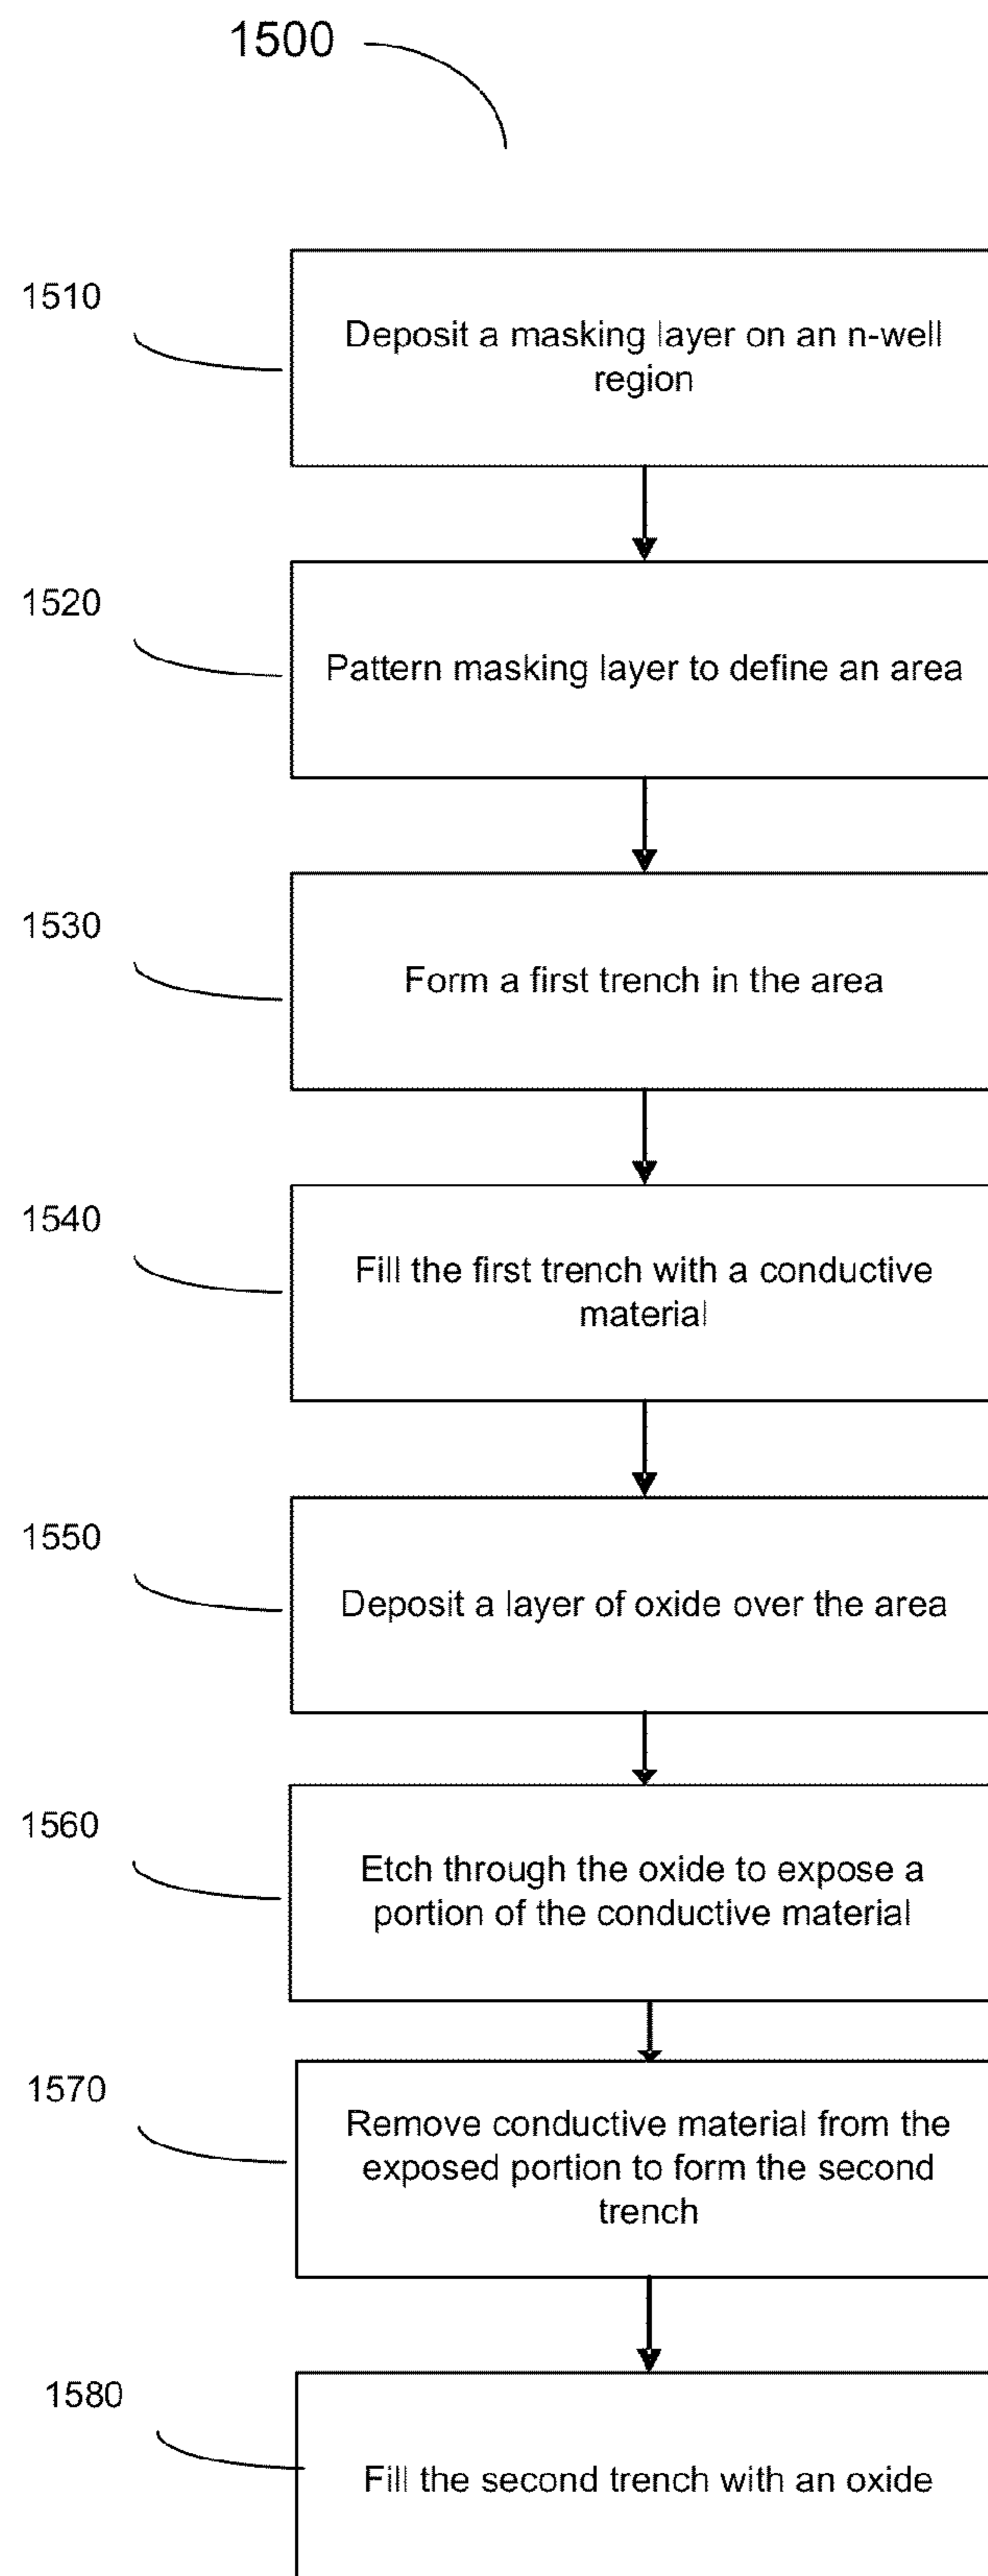 1500
1510
Deposit a masking layer on an n-well
region
1520
Pattern masking layer to define an area
1530
Form a first trench in the area
1540
Fill the first trench with a conductive
material
1550
Deposit a layer of oxide over the area
1560
Etch through the oxide to expose a
portion of the conductive material
1570
Remove conductive material from the
exposed portion to form the second
trench
1580
Fill the second trench with an oxide